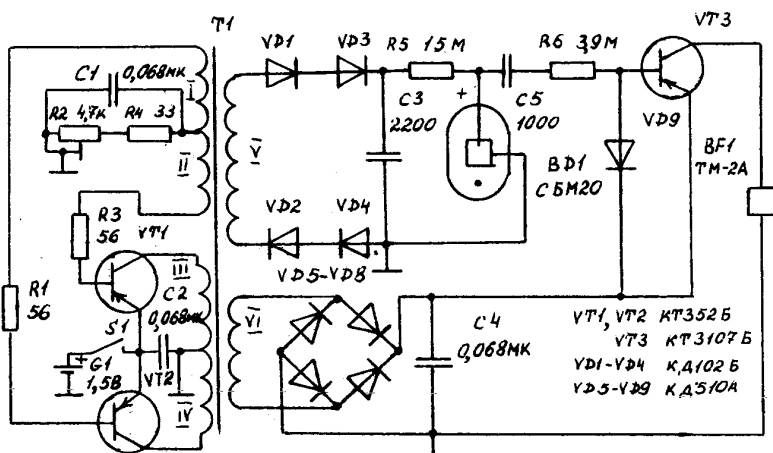 T1
VT3
VD1
VD3
R5
15M
R6
3,9M
C1
0,068мк
I
R2
4,7к
R4
33
C3
2200
+
C5
1000
VD9
BF1
ТМ-2А
II
V
BD1
СБМ20
R3
56
VT1
VD2
VD4
VD5-VD8
III
C2
0,068мк
R1
56
S1
VI
C4
0,068мк
+
G1
1,5В
VT2
IV
VT1, VT2 КТ352Б
VT3 КТ3107Б
VD1-VD4 КД102Б
VD5-VD9 КД510А